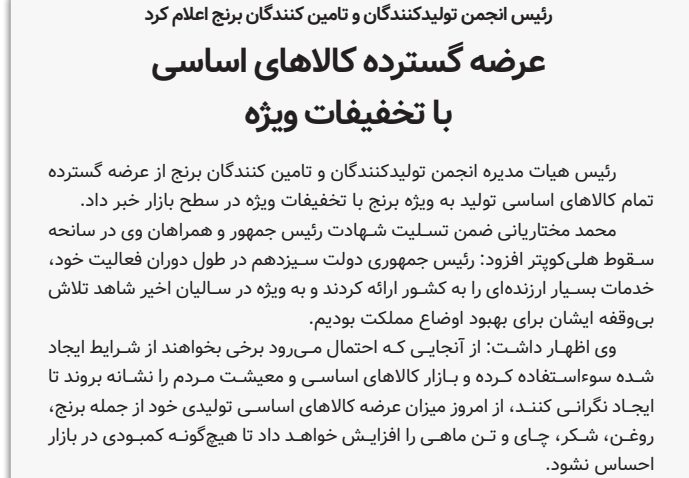 رئیس انجمن تولیدکنندگان و تامین کنندگان برنج اعلام کرد
عرضه گسترده کالاهای اساسی
با تخفیفات ویژه
رئیس هیات مدیره انجمن تولیدکنندگان و تامین کنندگان برنج از عرضه گسترده
تمام کالاهای اساسی تولید به ویژه برنج با تخفیفات ویژه در سطح بازار خبر داد.
محمد مختاریانی ضمن تسلیت شهادت رئیس جمهور و همراهان وی در سانحه
سقوط هلی‌کوپتر افزود: رئیس جمهوری دولت سیزدهم در طول دوران فعالیت خود،
خدمات بسیار ارزنده‌ای را به کشور ارائه کردند و به ویژه در سالیان اخیر شاهد تلاش
بی‌وقفه ایشان برای بهبود اوضاع مملکت بودیم.
وی اظهار داشت: از آنجایی که احتمال می‌رود برخی بخواهند از شرایط ایجاد
شده سوءاستفاده کرده و بازار کالاهای اساسی و معیشت مردم را نشانه بروند تا
ایجاد نگرانی کنند، از امروز میزان عرضه کالاهای اساسی تولیدی خود از جمله برنج،
روغن، شکر، چای و تن ماهی را افزایش خواهد داد تا هیچ‌گونه کمبودی در بازار
احساس نشود.